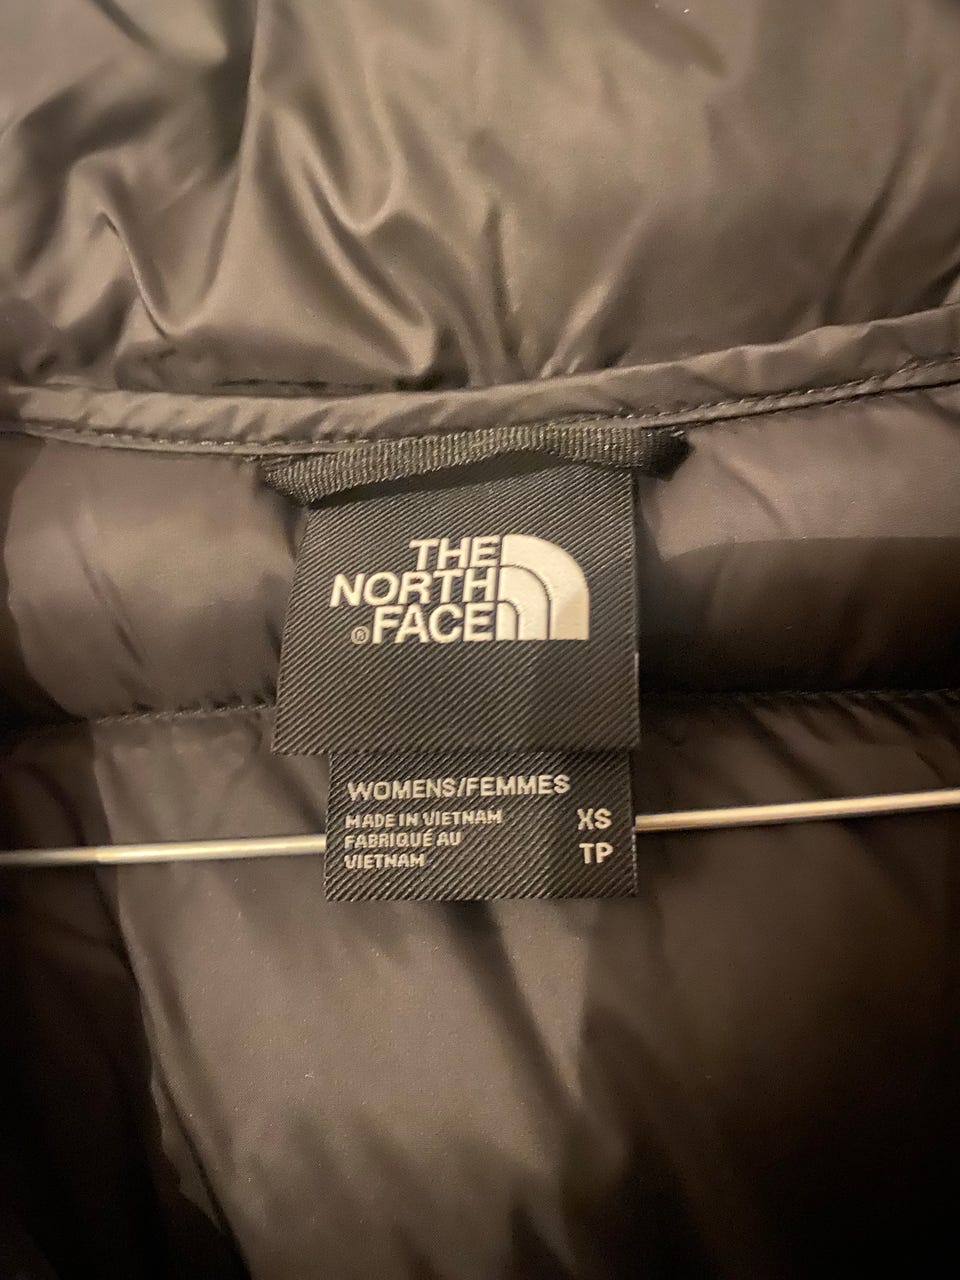 THE
NORTH
® FACE
WOMENS/FEMMES
MADE IN VIETNAM XS
FABRIQUÉ AU TP
VIETNAM